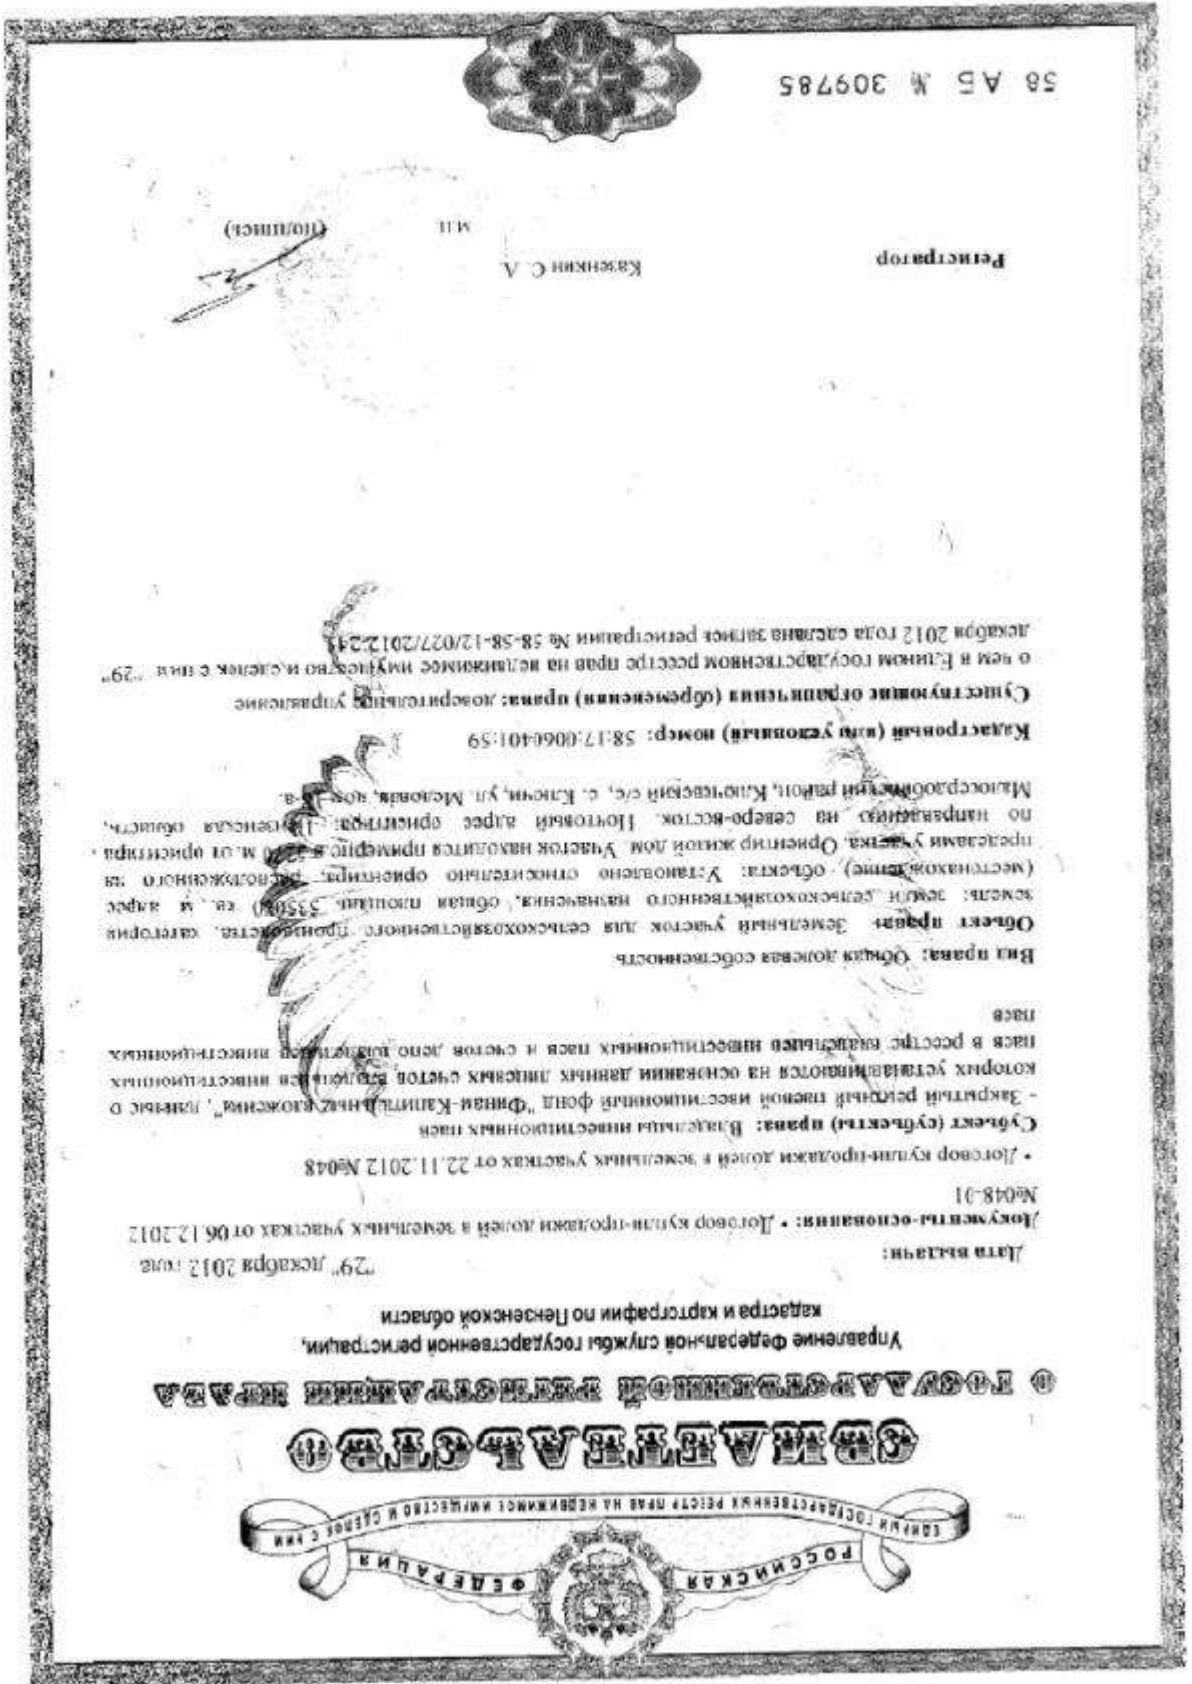 РОССИЙСКАЯ ФЕДЕРАЦИЯ
ЕДИНЫЙ ГОСУДАРСТВЕННЫХ РЕЕСТР ПРАВ НА НЕДВИЖИМОЕ ИМУЩЕСТВО И СДЕЛОК С НИМ
СВИДЕТЕЛЬСТВО
О ГОСУДАРСТВЕННОЙ РЕГИСТРАЦИИ ПРАВА
Управление Федеральной службы государственной регистрации,
кадастра и картографии по Пензенской области
Дата выдачи: "29" декабря 2012 года
Документы-основания: • Договор купли-продажи долей в земельных участках от 06.12.2012
№048-01
• Договор купли-продажи долей в земельных участках от 22.11.2012 №048
Субъект (субъекты) права: Владельцы инвестиционных паев
- Закрытый рентный паевой инвестиционный фонд "Финам-Капитальные вложения", данные о
которых устанавливаются на основании данных лицевых счетов владельцев инвестиционных
паев в реестре владельцев инвестиционных паев и счетов депо владельцев инвестиционных
паев
Вид права: Общая долевая собственность
Объект права: Земельный участок для сельскохозяйственного производства, категория
земель: земли сельскохозяйственного назначения, общая площадь кв. м адрес
(местонахождение) объекта: Установлено относительно ориентира, расположенного за
пределами участка. Ориентир жилой дом Участок находится примерно в м. от ориентира
по направлению на северо-восток. Почтовый адрес ориентира: Пензенская область,
Малосердобинский район, Ключевский с/с, с. Ключи, ул. Медовая, дом
Кадастровый (или условный) номер: 58:17:0060401:59
Существующие ограничения (обременения) права: доверительное управление
о чем в Едином государственном реестре прав на недвижимое имущество и сделок с ним "29"
декабря 2012 года сделана запись регистрации № 58-58-12/027/2012-241
Регистратор Казенкин С. А
М.П. (подпись)
58 АБ № 309785